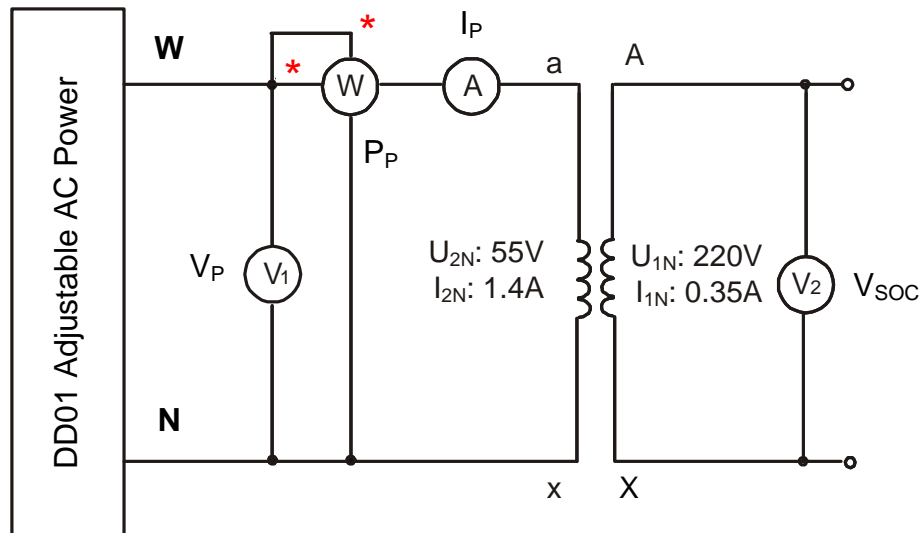 DD01 Adjustable AC Power
W
*
*
I_P
W
A
a
A
P_P
V_P
V₁
U_2N: 55V
I_2N: 1.4A
U_1N: 220V
I_1N: 0.35A
V₂
V_SOC
N
x
X